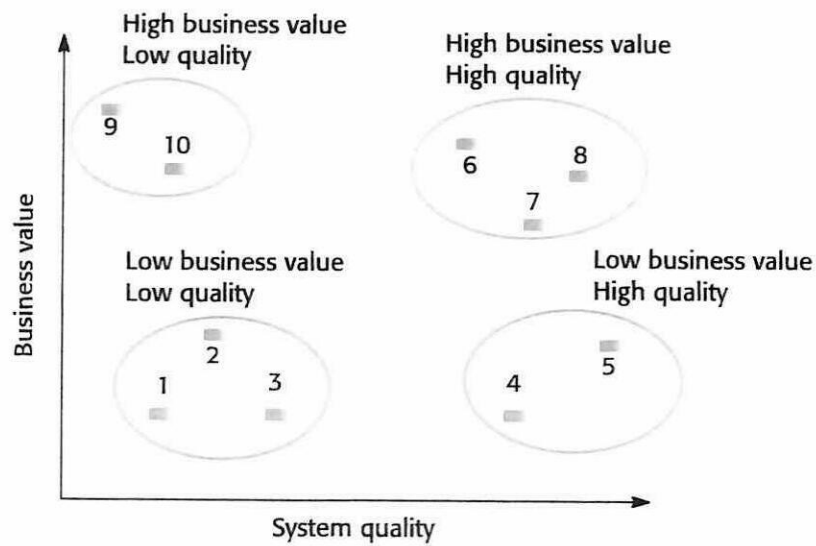 High business value
Low quality
High business value
High quality
9
10
6
8
7
Low business value
Low quality
Low business value
High quality
2
5
1
3
4
Business value
System quality